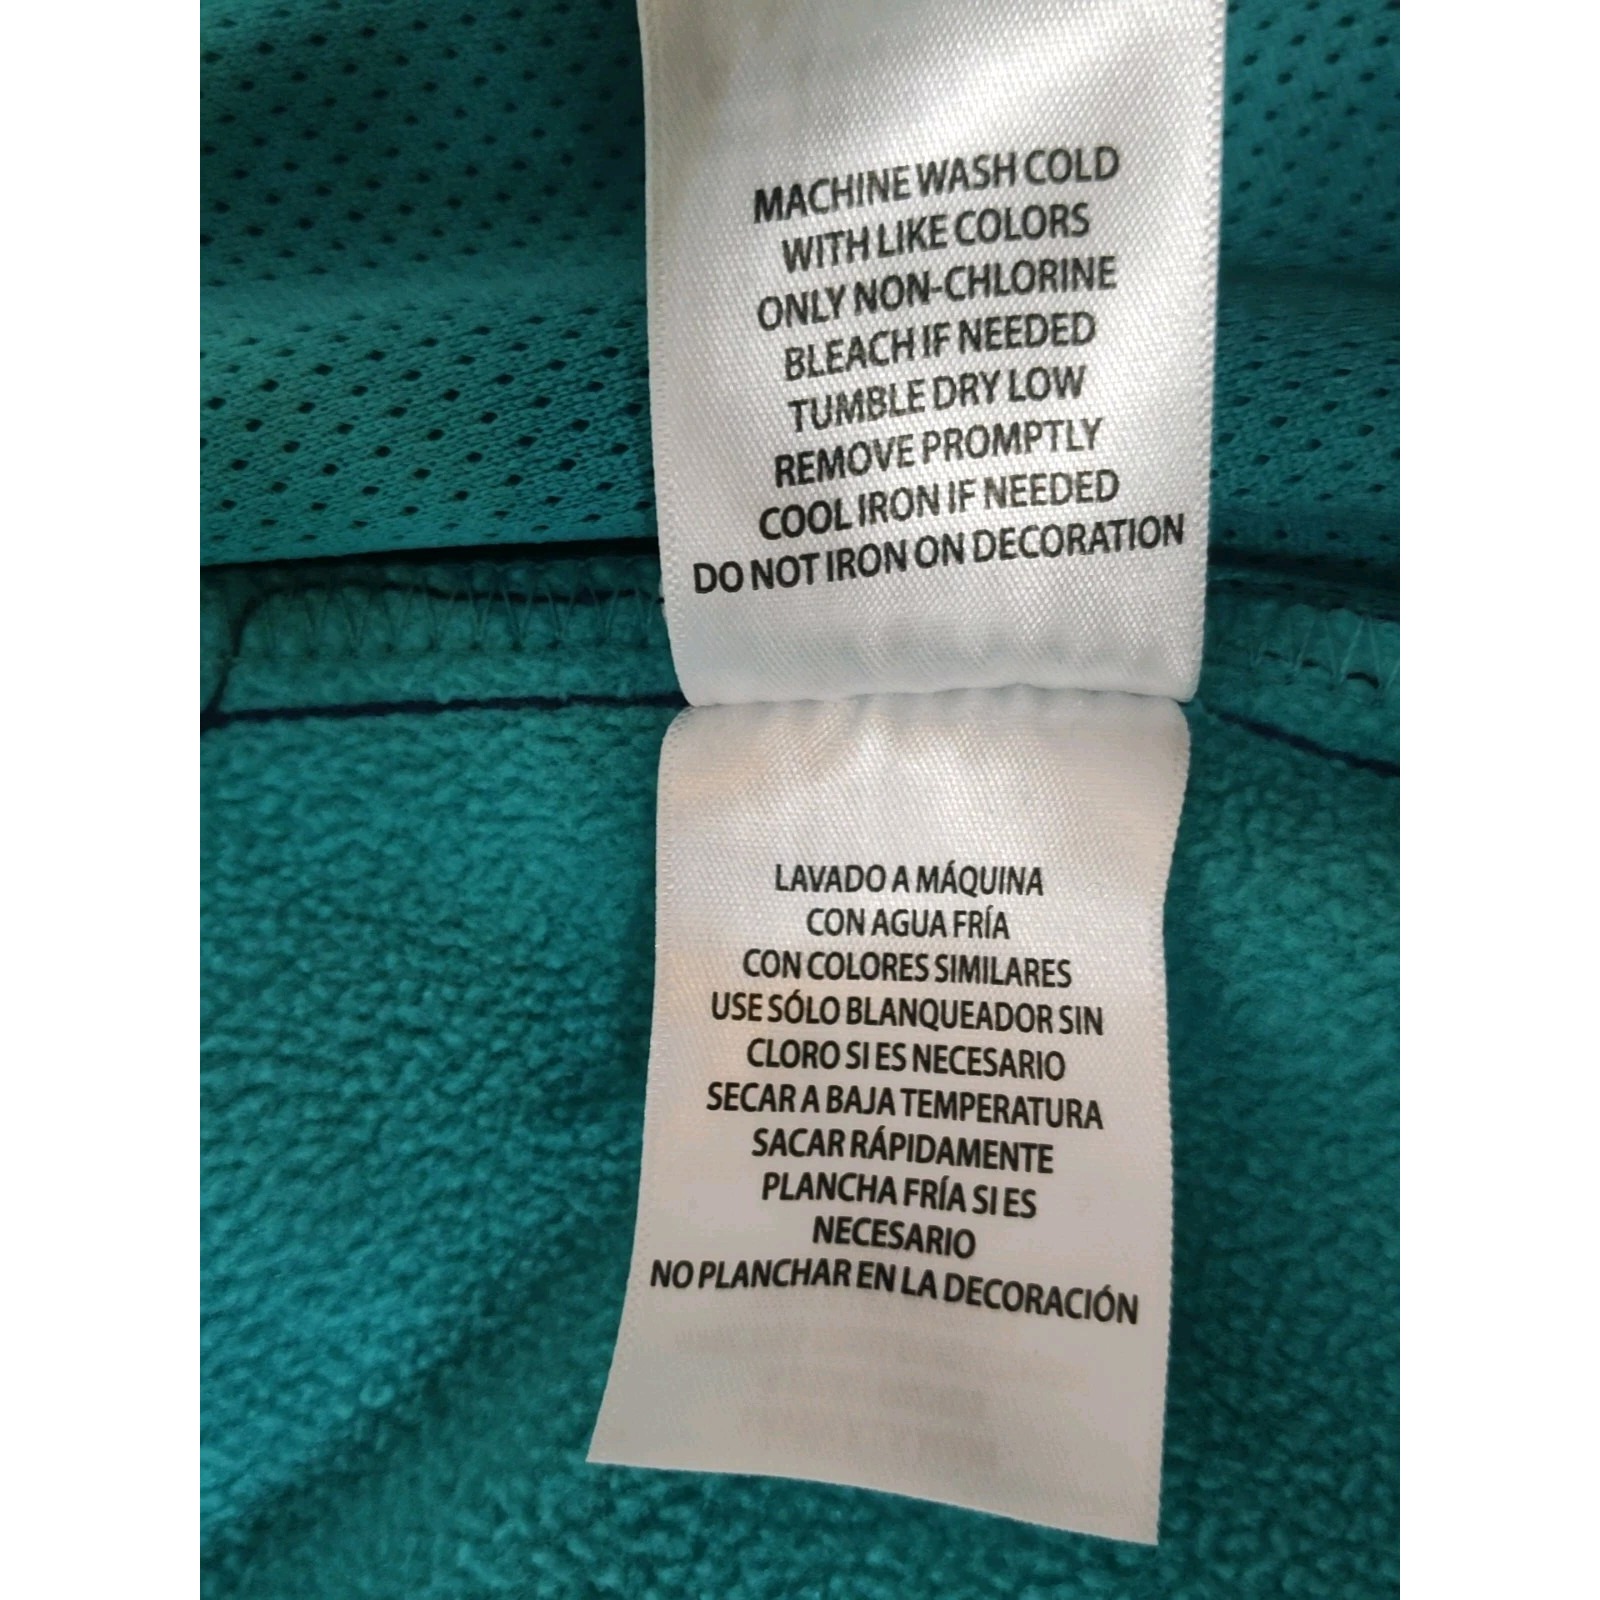 MACHINE WASH COLD
WITH LIKE COLORS
ONLY NON-CHLORINE
BLEACH IF NEEDED
TUMBLE DRY LOW
REMOVE PROMPTLY
COOL IRON IF NEEDED
DO NOT IRON ON DECORATION
LAVADO A MÁQUINA
CON AGUA FRÍA
CON COLORES SIMILARES
USE SÓLO BLANQUEADOR SIN
CLORO SI ES NECESARIO
SECAR A BAJA TEMPERATURA
SACAR RÁPIDAMENTE
PLANCHA FRÍA SI ES
NECESARIO
NO PLANCHAR EN LA DECORACIÓN